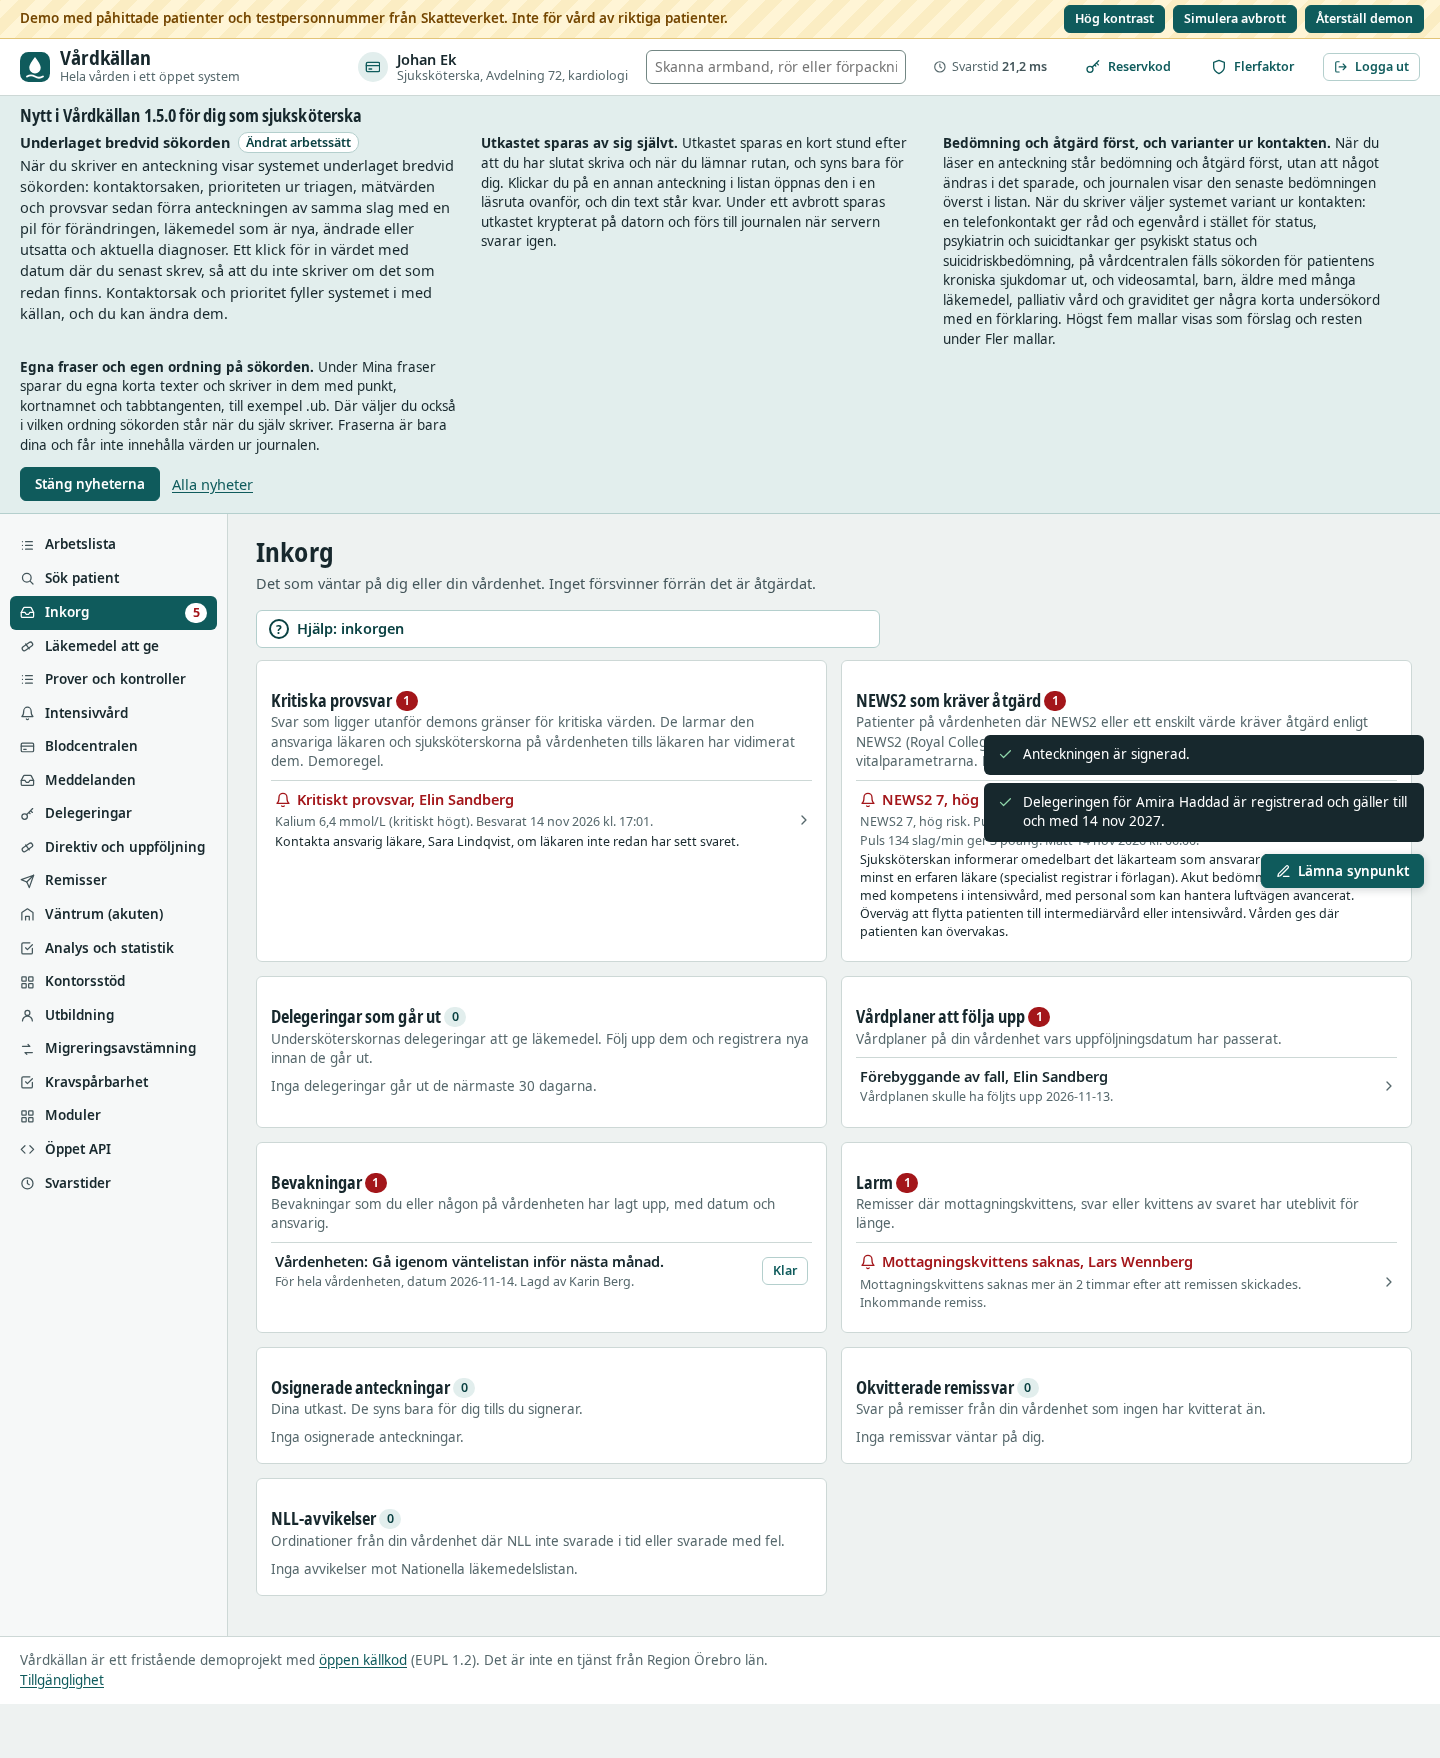 Demo med påhittade patienter och testpersonnummer från Skatteverket. Inte för vård av riktiga patienter.
Hög kontrast
Simulera avbrott
Återställ demon
Vårdkällan
Hela vården i ett öppet system
Johan Ek
Sjuksköterska, Avdelning 72, kardiologi
Skanna armband, rör eller förpackni
Svarstid 21,2 ms
Reservkod
Flerfaktor
Logga ut
Nytt i Vårdkällan 1.5.0 för dig som sjuksköterska
Underlaget bredvid sökorden
Ändrat arbetssätt
När du skriver en anteckning visar systemet underlaget bredvid
sökorden: kontaktorsaken, prioriteten ur triagen, mätvärden
och provsvar sedan förra anteckningen av samma slag med en
pil för förändringen, läkemedel som är nya, ändrade eller
utsatta och aktuella diagnoser. Ett klick för in värdet med
datum där du senast skrev, så att du inte skriver om det som
redan finns. Kontaktorsak och prioritet fyller systemet i med
källan, och du kan ändra dem.
Utkastet sparas av sig självt. Utkastet sparas en kort stund efter
att du har slutat skriva och när du lämnar rutan, och syns bara för
dig. Klickar du på en annan anteckning i listan öppnas den i en
läsruta ovanför, och din text står kvar. Under ett avbrott sparas
utkastet krypterat på datorn och förs till journalen när servern
svarar igen.
Bedömning och åtgärd först, och varianter ur kontakten. När du
läser en anteckning står bedömning och åtgärd först, utan att något
ändras i det sparade, och journalen visar den senaste bedömningen
överst i listan. När du skriver väljer systemet variant ur kontakten:
en telefonkontakt ger råd och egenvård i stället för status,
psykiatrin och suicidtankar ger psykiskt status och
suicidriskbedömning, på vårdcentralen fälls sökorden för patientens
kroniska sjukdomar ut, och videosamtal, barn, äldre med många
läkemedel, palliativ vård och graviditet ger några korta undersökord
med en förklaring. Högst fem mallar visas som förslag och resten
under Fler mallar.
Egna fraser och egen ordning på sökorden. Under Mina fraser
sparar du egna korta texter och skriver in dem med punkt,
kortnamnet och tabbtangenten, till exempel .ub. Där väljer du också
i vilken ordning sökorden står när du själv skriver. Fraserna är bara
dina och får inte innehålla värden ur journalen.
Stäng nyheterna
Alla nyheter
Arbetslista
Sök patient
Inkorg 5
Läkemedel att ge
Prover och kontroller
Intensivvård
Blodcentralen
Meddelanden
Delegeringar
Direktiv och uppföljning
Remisser
Väntrum (akuten)
Analys och statistik
Kontorsstöd
Utbildning
Migreringsavstämning
Kravspårbarhet
Moduler
Öppet API
Svarstider
Inkorg
Det som väntar på dig eller din vårdenhet. Inget försvinner förrän det är åtgärdat.
? Hjälp: inkorgen
Kritiska provsvar 1
Svar som ligger utanför demons gränser för kritiska värden. De larmar den
ansvariga läkaren och sjuksköterskorna på vårdenheten tills läkaren har vidimerat
dem. Demoregel.
Kritiskt provsvar, Elin Sandberg
Kalium 6,4 mmol/L (kritiskt högt). Besvarat 14 nov 2026 kl. 17:01.
Kontakta ansvarig läkare, Sara Lindqvist, om läkaren inte redan har sett svaret.
NEWS2 som kräver åtgärd 1
Patienter på vårdenheten där NEWS2 eller ett enskilt värde kräver åtgärd enligt
NEWS2 (Royal Colleg
vitalparametrarna.
Anteckningen är signerad.
NEWS2 7, hög
Delegeringen för Amira Haddad är registrerad och gäller till
och med 14 nov 2027.
NEWS2 7, hög risk.
Puls 134 slag/min ger 3 poäng. Mätt 14 nov 2026 kl. 06:00.
Sjuksköterskan informerar omedelbart det läkarteam som ansvarar
minst en erfaren läkare (specialist registrar i förlagan). Akut bedömn
Lämna synpunkt
med kompetens i intensivvård, med personal som kan hantera luftvägen avancerat.
Överväg att flytta patienten till intermediärvård eller intensivvård. Vården ges där
patienten kan övervakas.
Delegeringar som går ut 0
Undersköterskornas delegeringar att ge läkemedel. Följ upp dem och registrera nya
innan de går ut.
Inga delegeringar går ut de närmaste 30 dagarna.
Vårdplaner att följa upp 1
Vårdplaner på din vårdenhet vars uppföljningsdatum har passerat.
Förebyggande av fall, Elin Sandberg
Vårdplanen skulle ha följts upp 2026-11-13.
Bevakningar 1
Bevakningar som du eller någon på vårdenheten har lagt upp, med datum och
ansvarig.
Vårdenheten: Gå igenom väntelistan inför nästa månad.
För hela vårdenheten, datum 2026-11-14. Lagd av Karin Berg.
Klar
Larm 1
Remisser där mottagningskvittens, svar eller kvittens av svaret har uteblivit för
länge.
Mottagningskvittens saknas, Lars Wennberg
Mottagningskvittens saknas mer än 2 timmar efter att remissen skickades.
Inkommande remiss.
Osignerade anteckningar 0
Dina utkast. De syns bara för dig tills du signerar.
Inga osignerade anteckningar.
Okvitterade remissvar 0
Svar på remisser från din vårdenhet som ingen har kvitterat än.
Inga remissvar väntar på dig.
NLL-avvikelser 0
Ordinationer från din vårdenhet där NLL inte svarade i tid eller svarade med fel.
Inga avvikelser mot Nationella läkemedelslistan.
Vårdkällan är ett fristående demoprojekt med öppen källkod (EUPL 1.2). Det är inte en tjänst från Region Örebro län.
Tillgänglighet